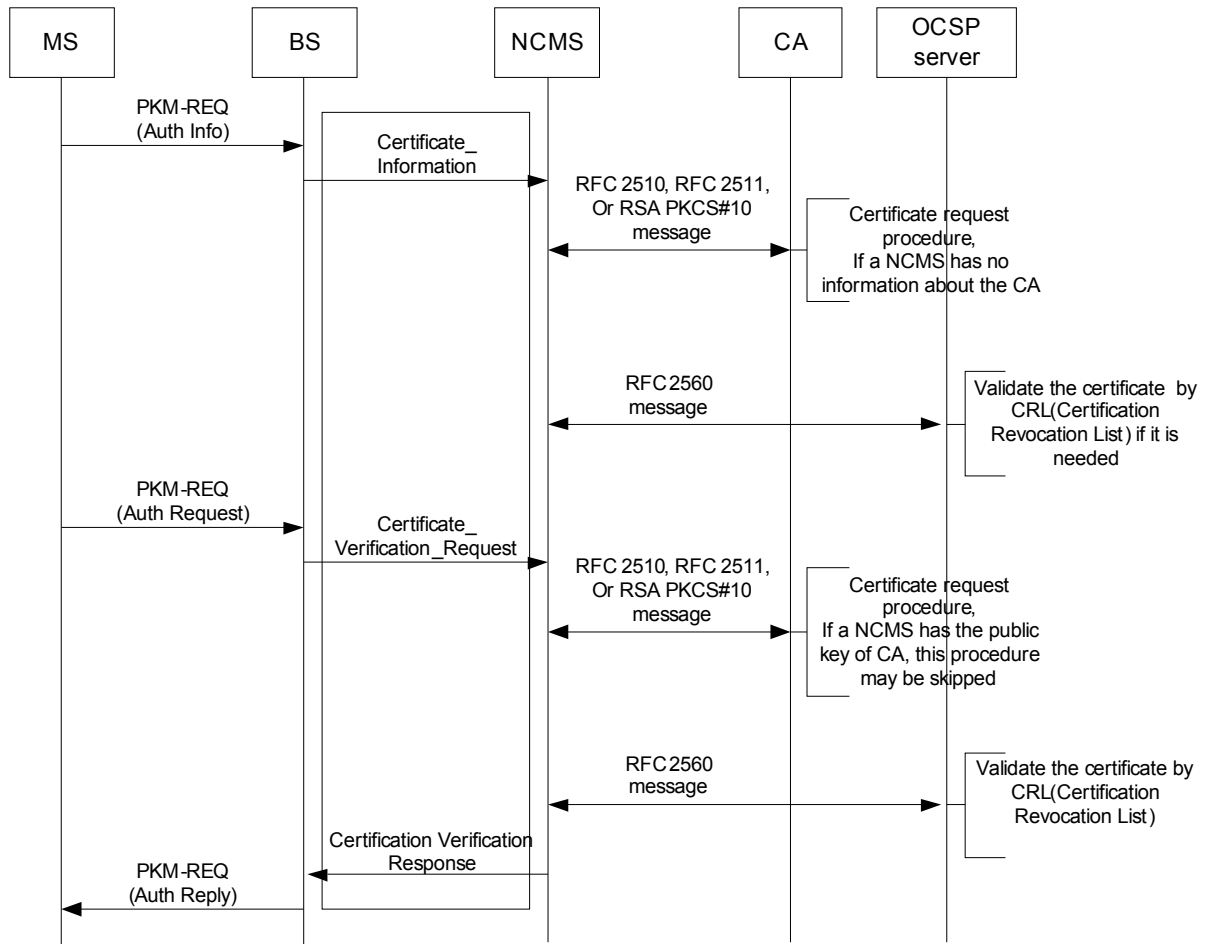 MS
BS
NCMS
CA
OCSP
server
PKM-REQ
(Auth Info)
Certificate_
Information
RFC 2510, RFC 2511,
Or RSA PKCS#10
message
Certificate request
procedure,
If a NCMS has no
information about the CA
RFC 2560
message
Validate the certificate by
CRL(Certification
Revocation List) if it is
needed
PKM-REQ
(Auth Request)
Certificate_
Verification_Request
RFC 2510, RFC 2511,
Or RSA PKCS#10
message
Certificate request
procedure,
If a NCMS has the public
key of CA, this procedure
may be skipped
RFC 2560
message
Validate the certificate by
CRL(Certification
Revocation List)
Certification Verification
Response
PKM-REQ
(Auth Reply)